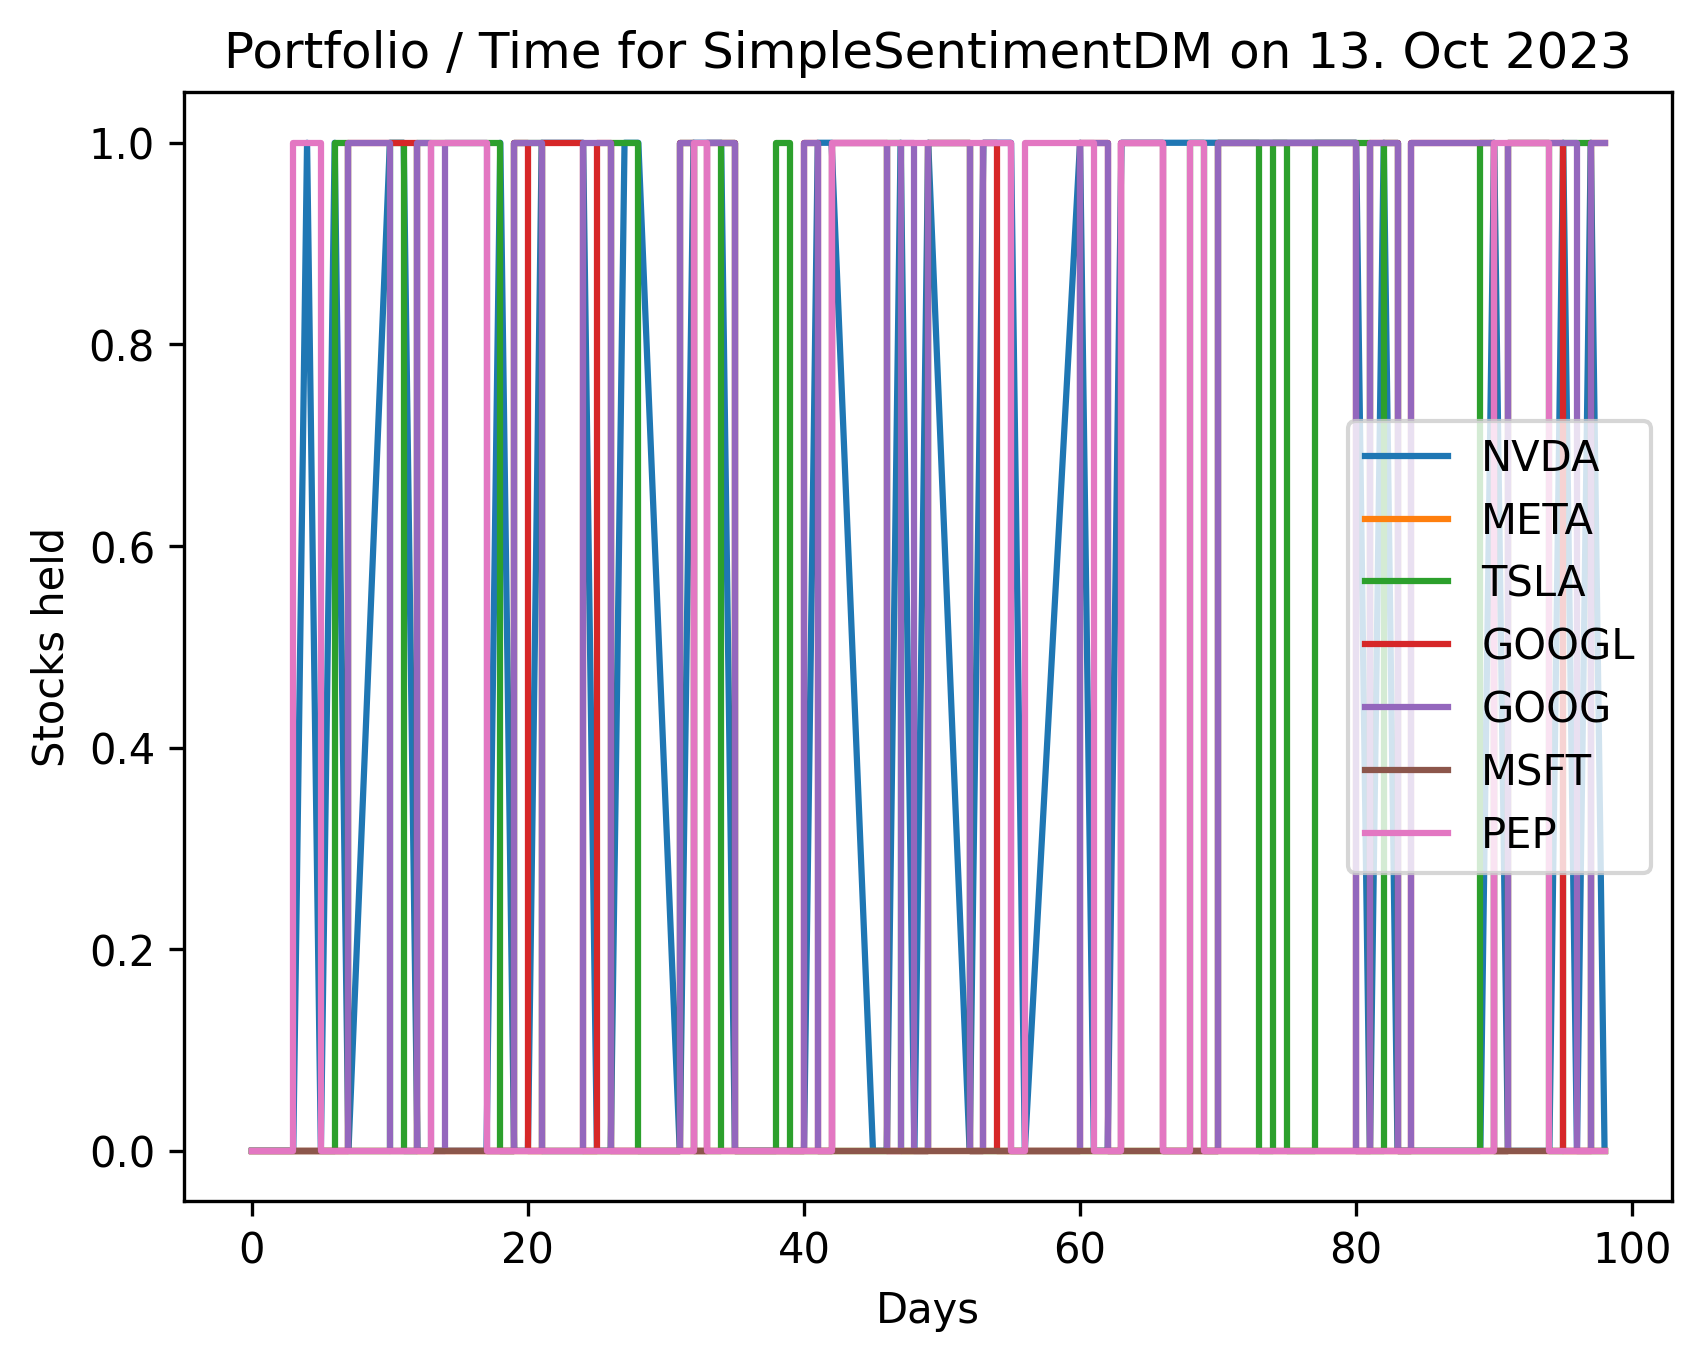 Portfolio / Time for SimpleSentimentDM on 13. Oct 2023
1.0
0.8
0.6
0.4
0.2
0.0
Stocks held
NVDA
META
TSLA
GOOGL
GOOG
MSFT
PEP
0 20 40 60 80 100
Days